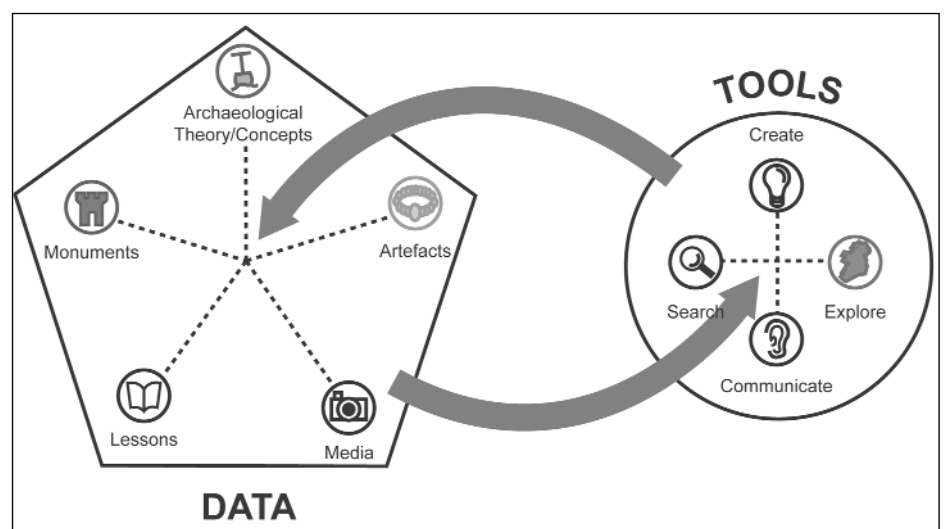 TOOLS
Create
Search
Explore
Communicate
Archaeological
Theory/Concepts
Monuments
Artefacts
Lessons
Media
DATA